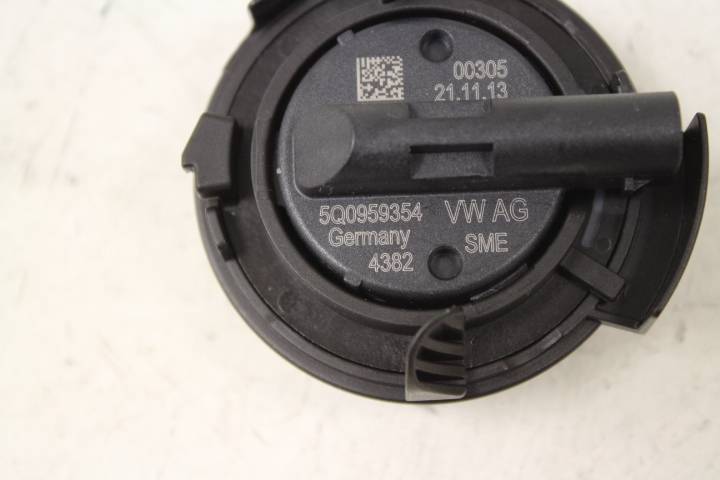 00305
21.11.13
5Q0959354 VW AG
Germany SME
4382